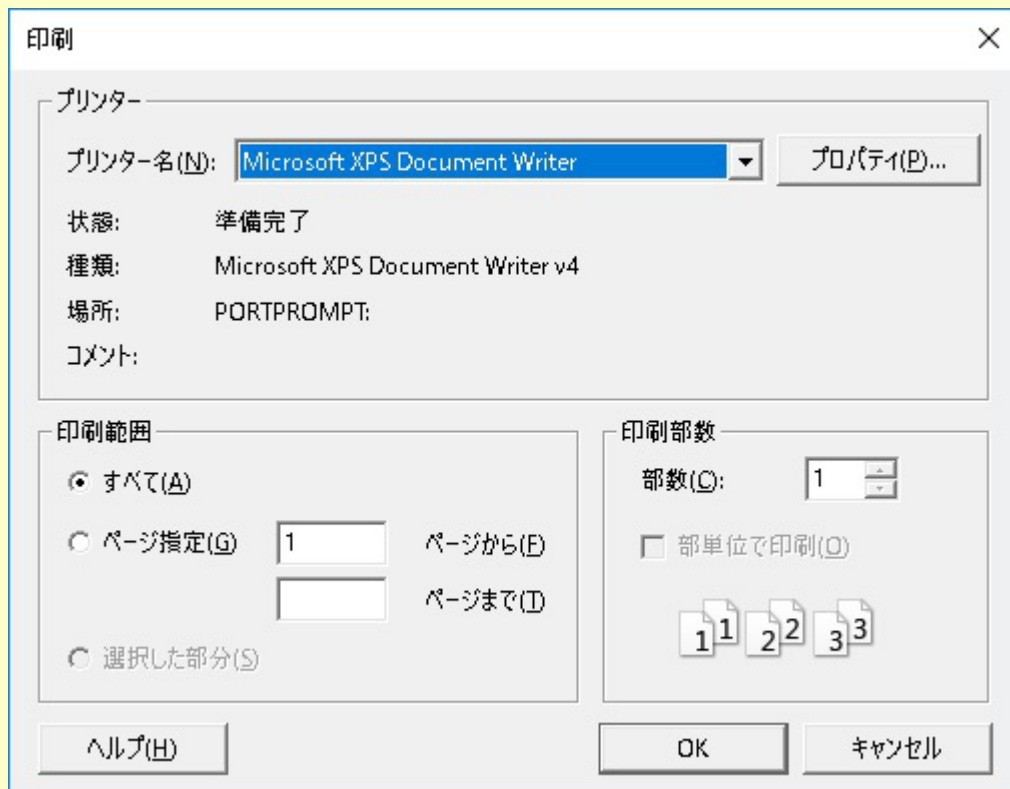 印刷
プリンター
プリンター名(N): Microsoft XPS Document Writer プロパティ(P)...
状態: 準備完了
種類: Microsoft XPS Document Writer v4
場所: PORTPROMPT:
コメント:
印刷範囲
すべて(A)
ページ指定(G) 1 ページから(F)
ページまで(T)
選択した部分(S)
印刷部数
部数(C): 1
部単位で印刷(O)
1 1 2 2 3 3
ヘルプ(H) OK キャンセル